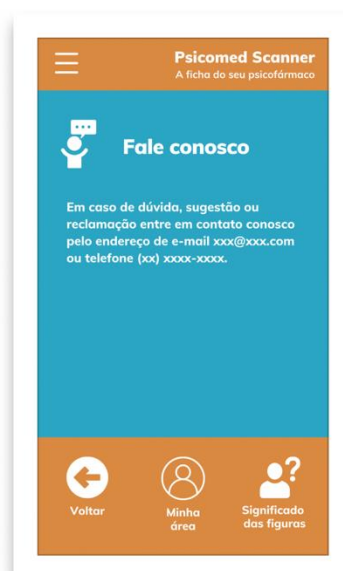 Psicomed Scanner
A ficha do seu psicofármaco
Fale conosco
Em caso de dúvida, sugestão ou
reclamação entre em contato conosco
pelo endereço de e-mail xxx@xxx.com
ou telefone (xx) xxxx-xxxx.
Voltar
Minha
área
Significado
das figuras